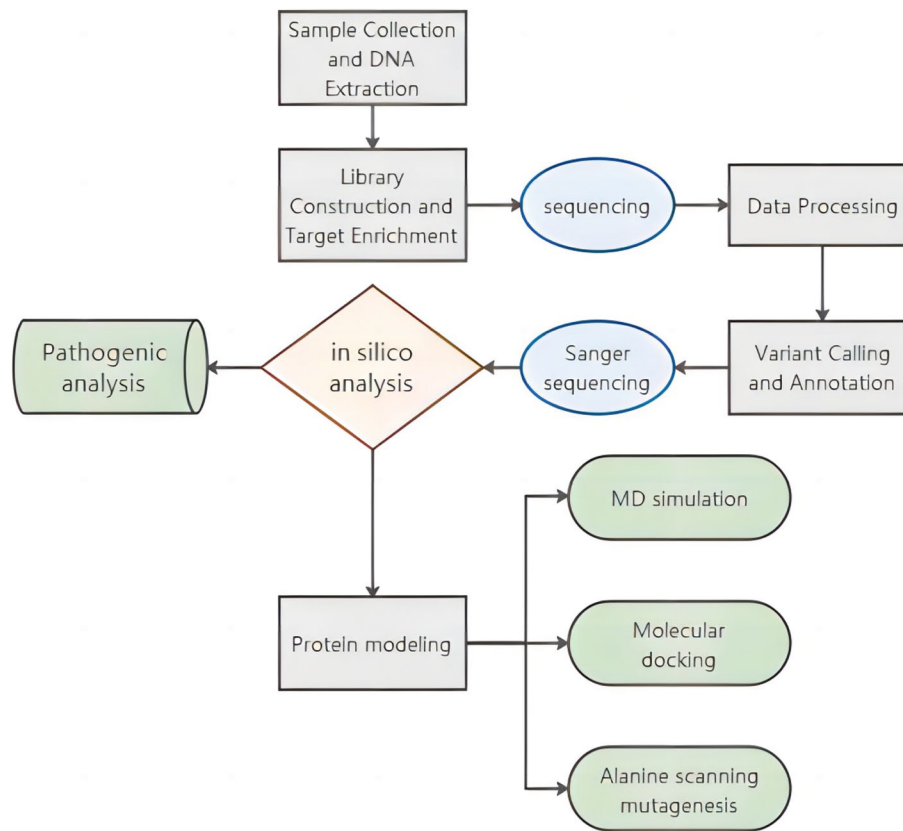 Sample Collection
and DNA
Extraction
Library
Construction and
Target Enrichment
sequencing
Data Processing
Pathogenic
analysis
in silico
analysis
Sanger
sequencing
Variant Calling
and Annotation
MD simulation
Protein modeling
Molecular
docking
Alanine scanning
mutagenesis